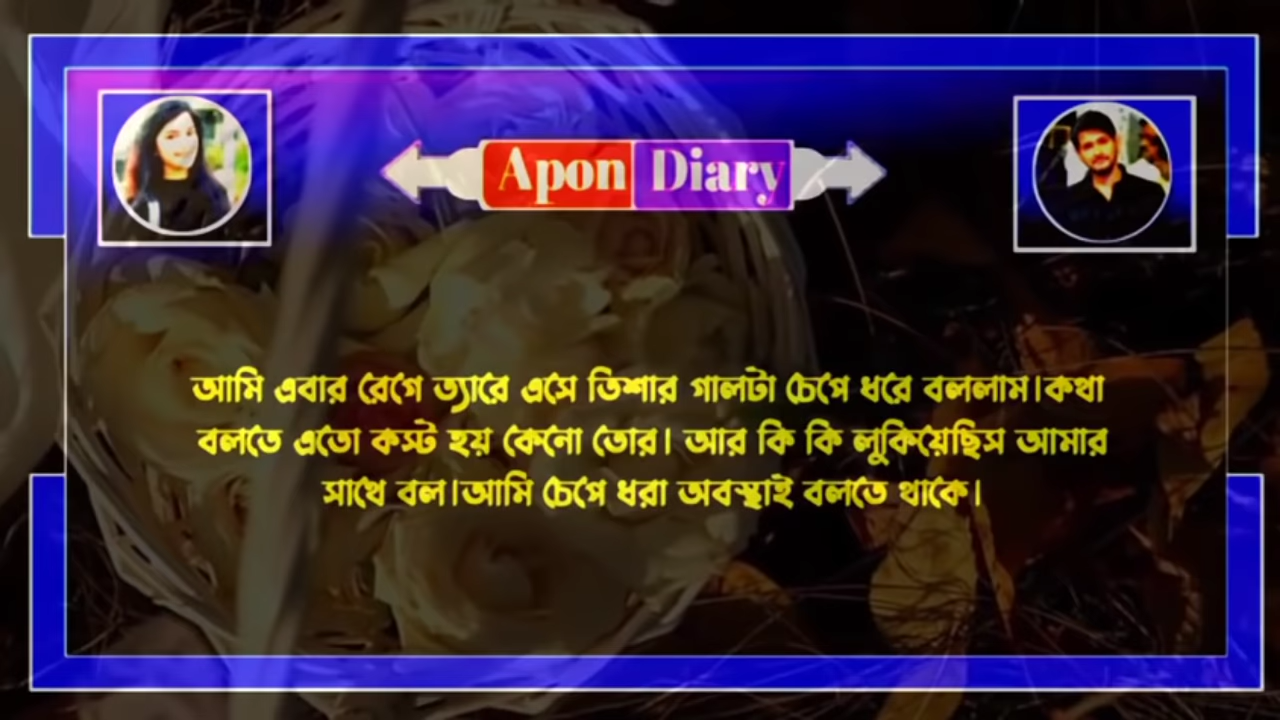 Apon Diary
আমি এবার রেগে ত্যারে এসে তিশার গালটা চেপে ধরে বললাম।কথা
বলতে এতো কস্ট হয় কেনো তোর। আর কি কি লুকিয়েছিস আমার
সাথে বল।আমি চেপে ধরা অবস্থাই বলতে থাকে।